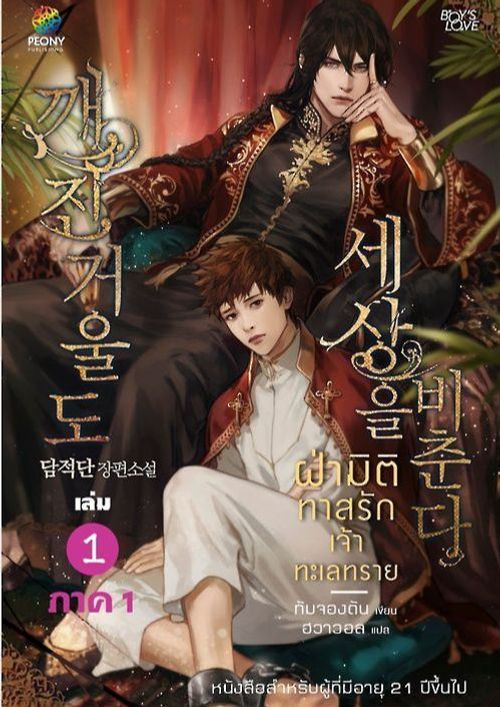 PEONY
PUBLISHING
BOY'S
LOVE
깨진 거울도
세상을
비춘다
담적단 장편소설
เล่ม
1
ภาค 1
ฝ่ามิติ
ทาสรัก
เจ้า
ทะเลทราย
ทัมจองตัน เขียน
ฮวาวอล แปล
หนังสือสำหรับผู้ที่มีอายุ 21 ปีขึ้นไป